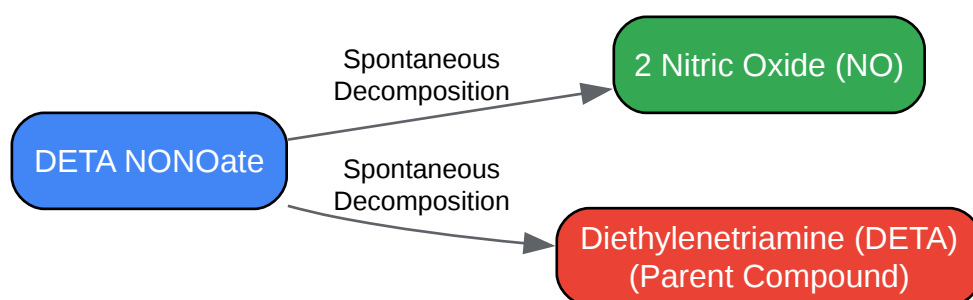 DETA NONOate
Spontaneous
Decomposition
2 Nitric Oxide (NO)
Spontaneous
Decomposition
Diethylenetriamine (DETA)
(Parent Compound)